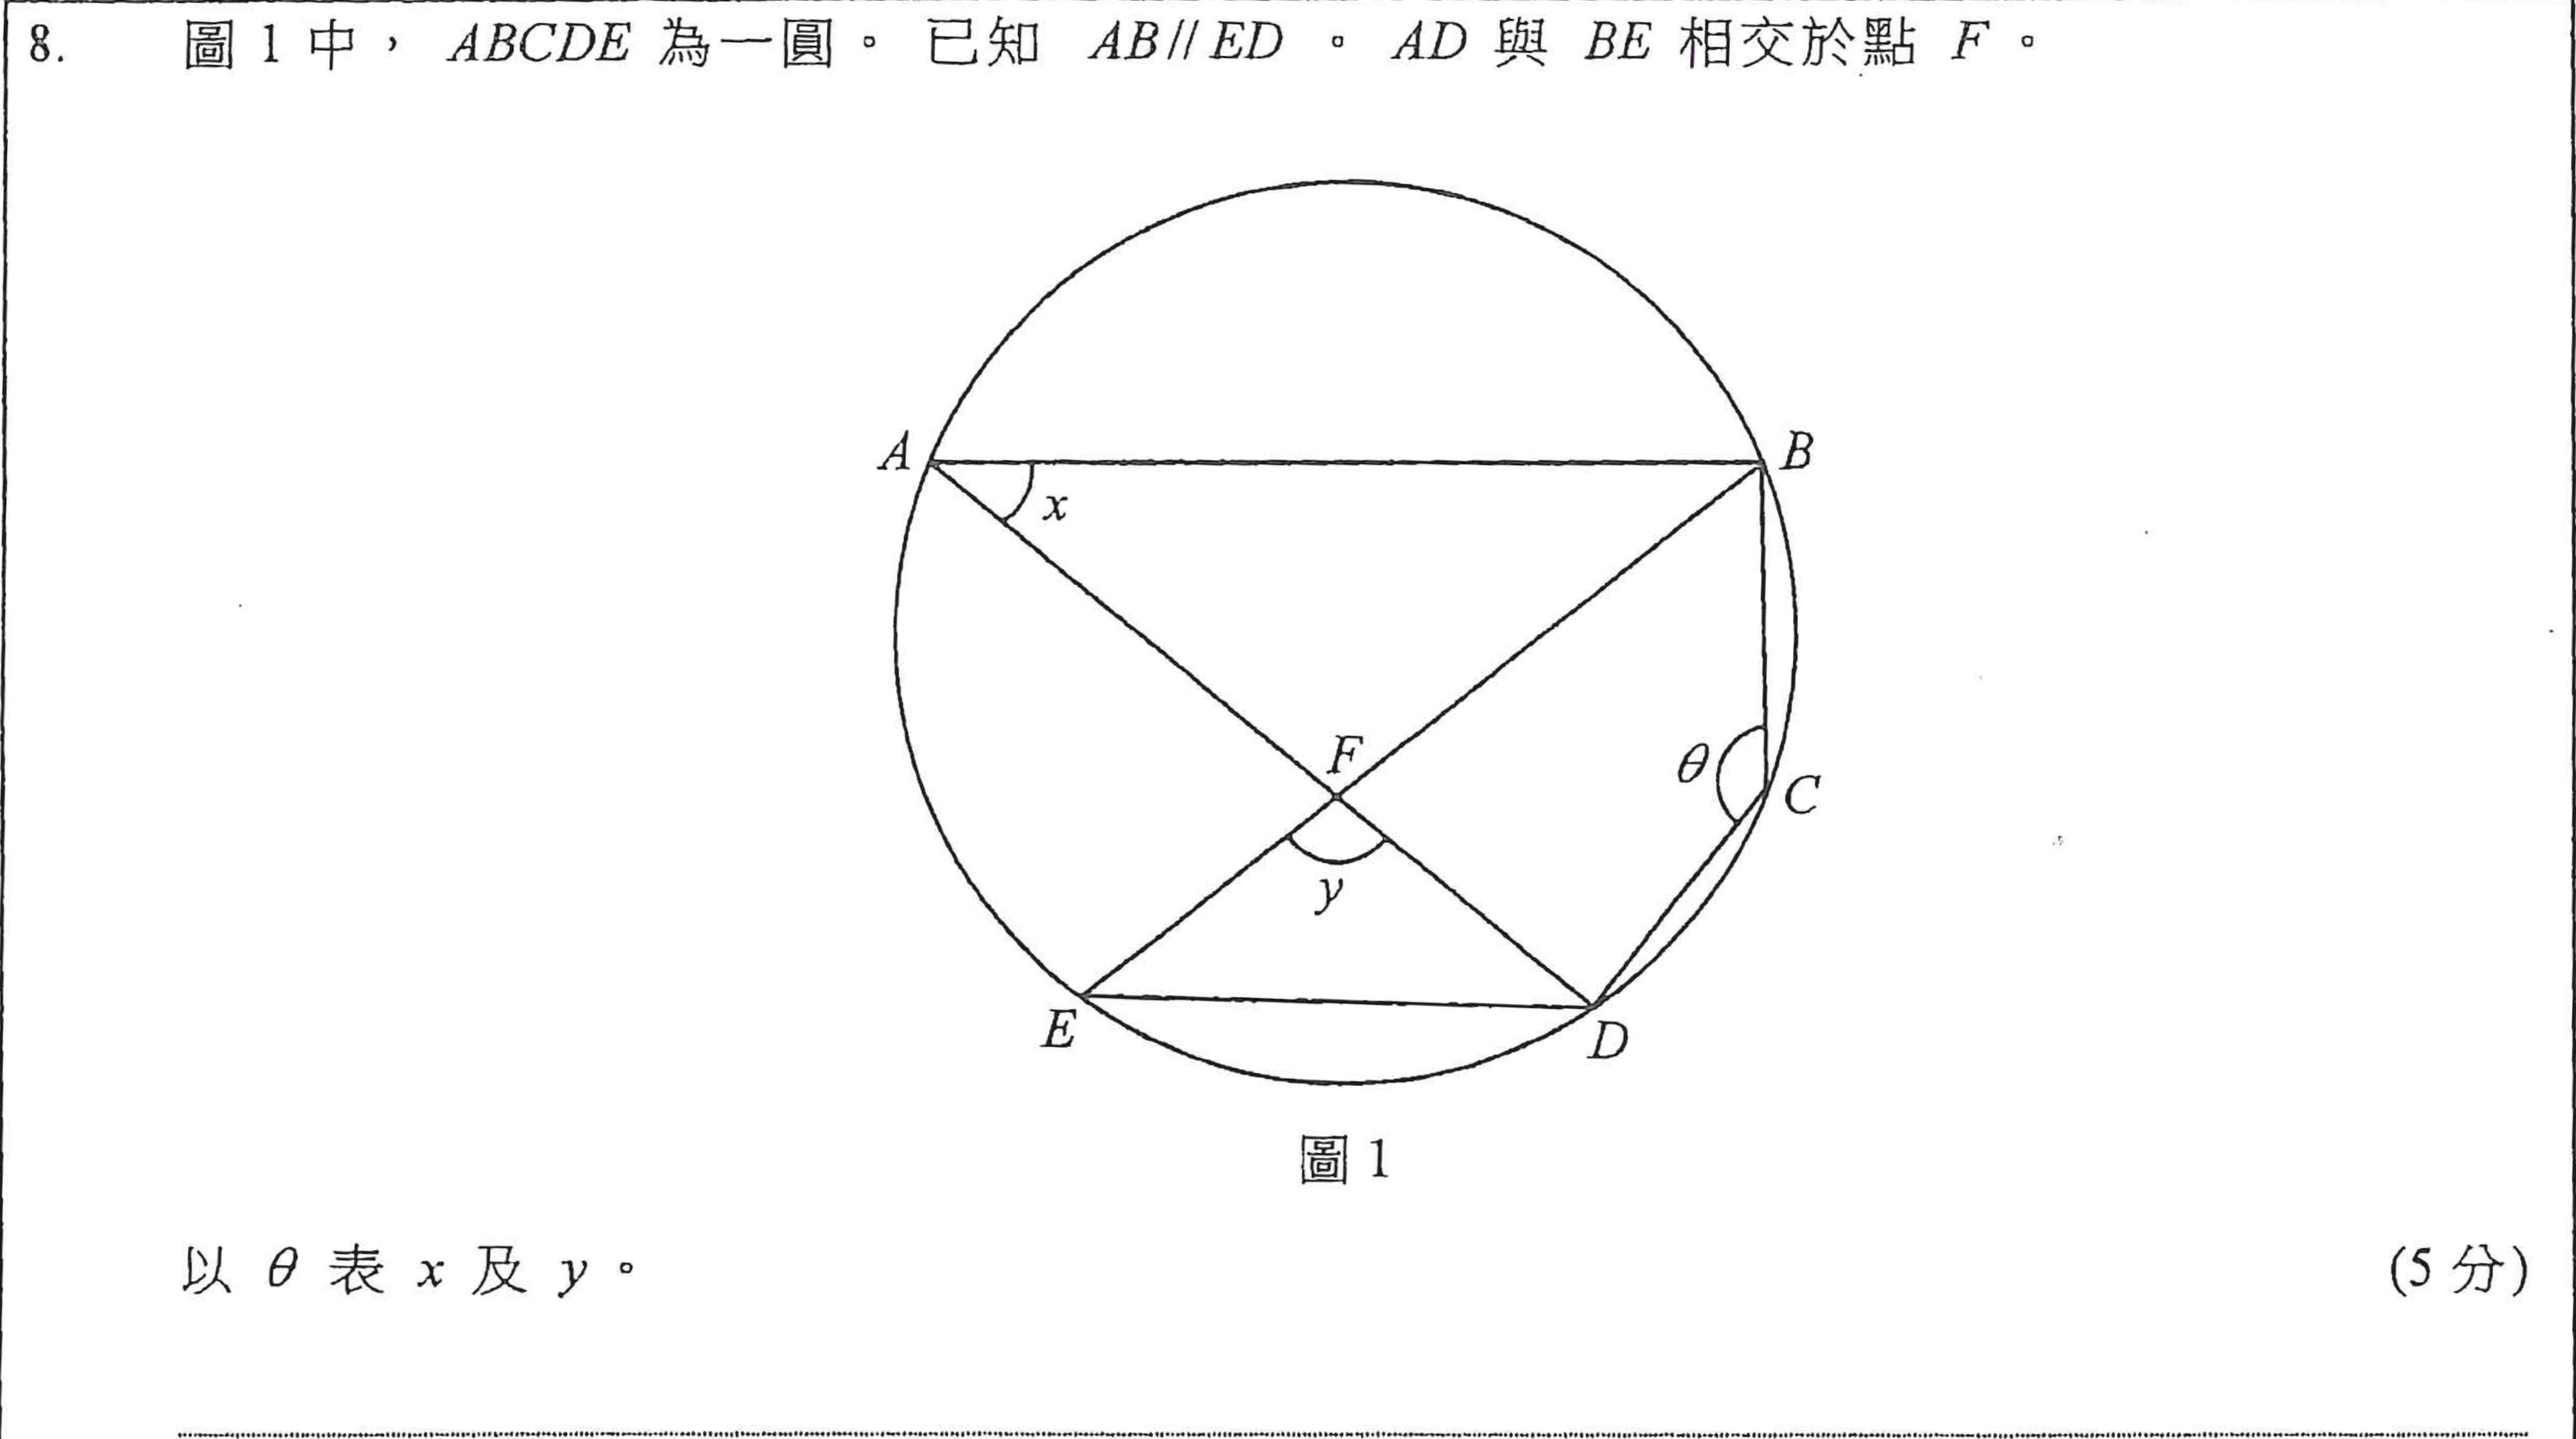 8. 圖 1 中， ABCDE 為一圓。 已知 AB//ED 。 AD 與 BE 相交於點 F 。
A
B
x
F
θ
C
y
E
D
圖 1
以 θ 表 x 及 y 。 (5 分)